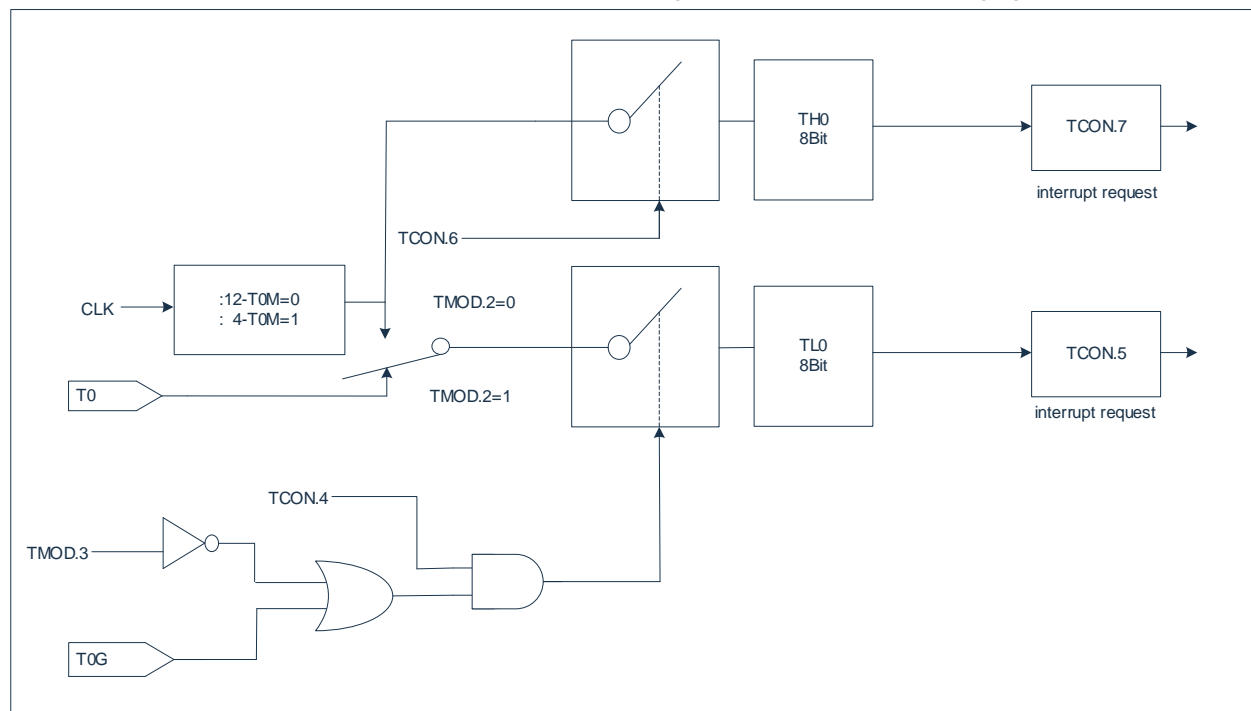 TH0
8Bit
TCON.7
interrupt request
TCON.6
CLK
:12-T0M=0
: 4-T0M=1
TMOD.2=0
TL0
8Bit
TCON.5
T0
TMOD.2=1
interrupt request
TCON.4
TMOD.3
T0G